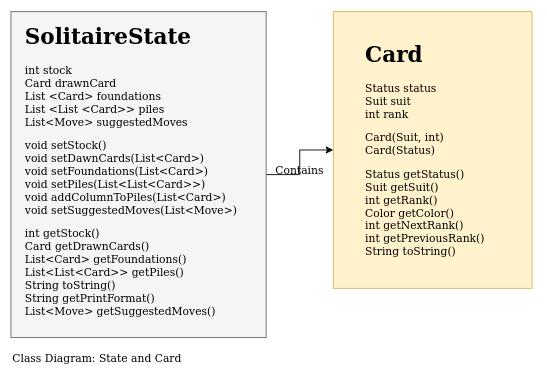 SolitaireState
int stock
Card drawnCard
List <Card> foundations
List <List <Card>> piles
List<Move> suggestedMoves
void setStock()
void setDawnCards(List<Card>)
void setFoundations(List<Card>)
void setPiles(List<List<Card>>)
void addColumnToPiles(List<Card>)
void setSuggestedMoves(List<Move>)
int getStock()
Card getDrawnCards()
List<Card> getFoundations()
List<List<Card>> getPiles()
String toString()
String getPrintFormat()
List<Move> getSuggestedMoves()
Contains
Card
Status status
Suit suit
int rank
Card(Suit, int)
Card(Status)
Status getStatus()
Suit getSuit()
int getRank()
Color getColor()
int getNextRank()
int getPreviousRank()
String toString()
Class Diagram: State and Card